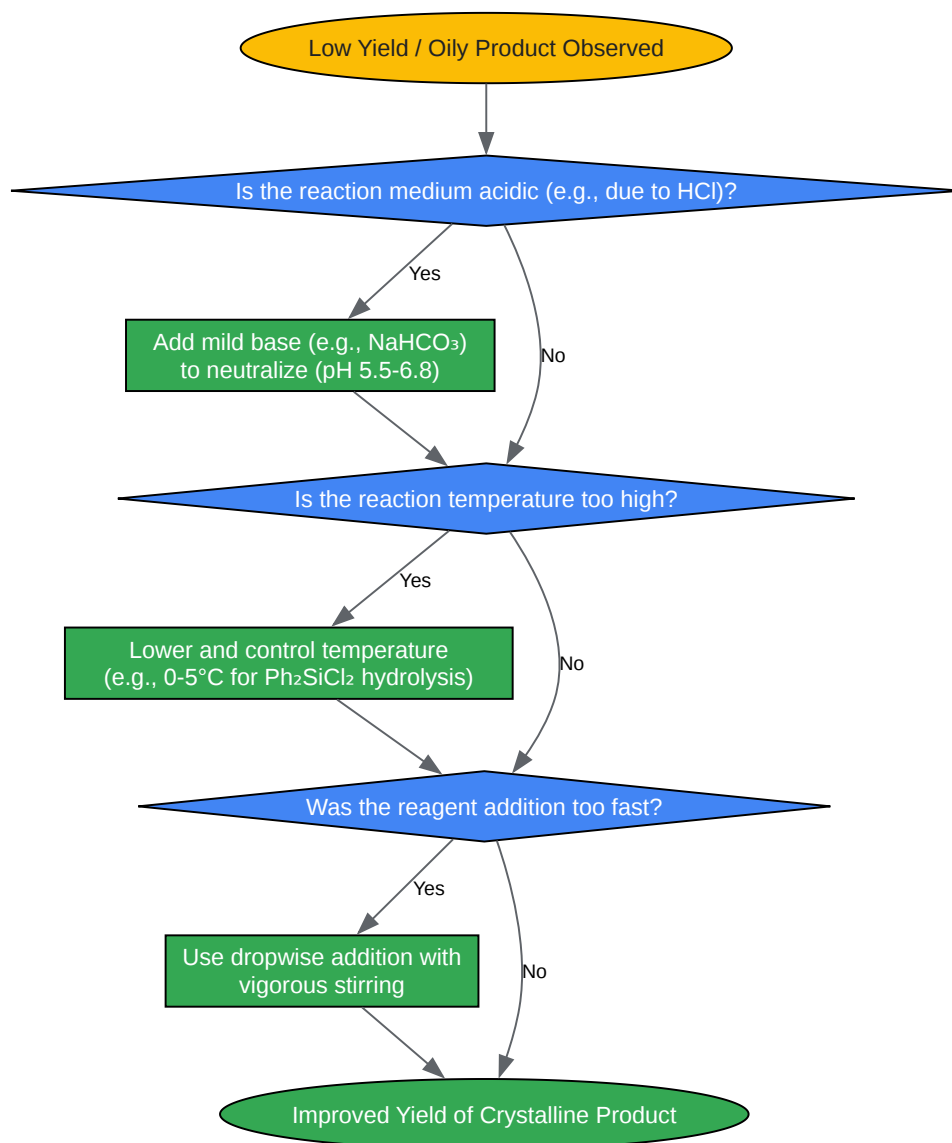 Low Yield / Oily Product Observed
Is the reaction medium acidic (e.g., due to HCl)?
Yes
Add mild base (e.g., NaHCO₃)
to neutralize (pH 5.5-6.8)
No
Is the reaction temperature too high?
Yes
Lower and control temperature
(e.g., 0-5°C for Ph₂SiCl₂ hydrolysis)
No
Was the reagent addition too fast?
Yes
Use dropwise addition with
vigorous stirring
No
Improved Yield of Crystalline Product